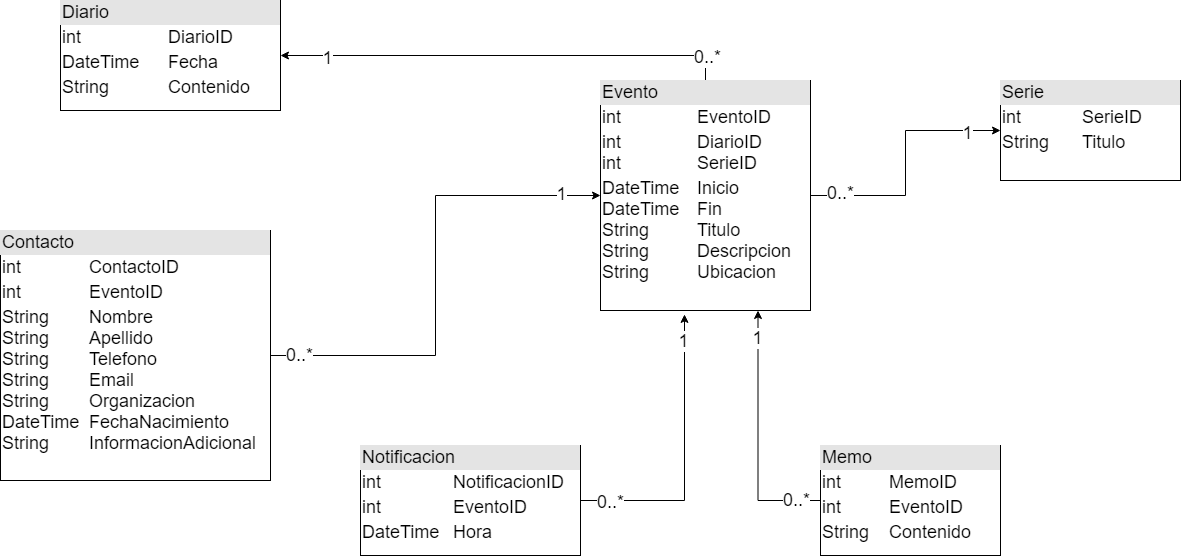 Diario
int DiarioID
DateTime Fecha
String Contenido
1
0..*
Evento
int EventoID
int DiarioID
int SerieID
DateTime Inicio
DateTime Fin
String Titulo
String Descripcion
String Ubicacion
Serie
int SerieID
String Titulo
1
0..*
1
Contacto
int ContactoID
int EventoID
String Nombre
String Apellido
String Telefono
String Email
String Organizacion
DateTime FechaNacimiento
String InformacionAdicional
0..*
1
1
Notificacion
int NotificacionID
int EventoID
DateTime Hora
0..*
0..*
Memo
int MemoID
int EventoID
String Contenido